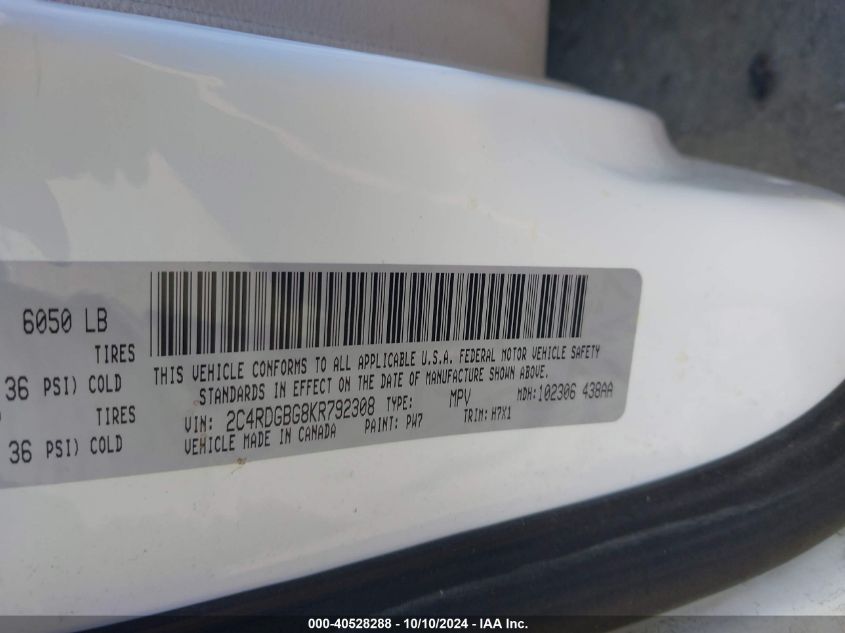 6050 LB
TIRES
36 PSI) COLD
TIRES
36 PSI) COLD
THIS VEHICLE CONFORMS TO ALL APPLICABLE U.S.A. FEDERAL MOTOR VEHICLE SAFETY
STANDARDS IN EFFECT ON THE DATE OF MANUFACTURE SHOWN ABOVE.
VIN: 2C4RDGBG8KR792308 TYPE: MPV MDH:102306 438AA
VEHICLE MADE IN CANADA PAINT: PW7 TRIM: H7X1
000-40528288 - 10/10/2024 - IAA Inc.